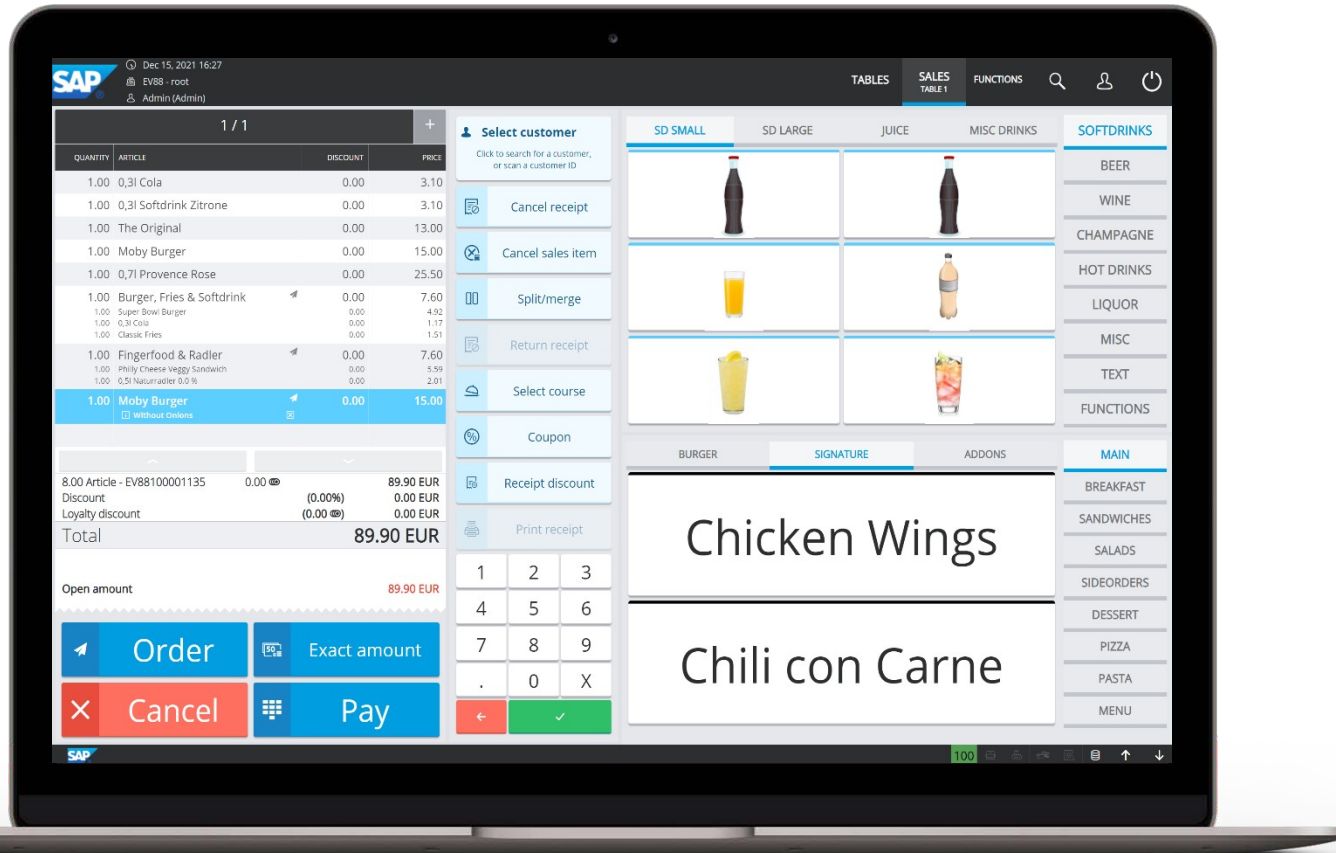 SAP
Dec 15, 2021 16:27
EV88 - root
Admin (Admin)
TABLES
SALES
TABLE 1
FUNCTIONS
1 / 1
+
QUANTITY ARTICLE DISCOUNT PRICE
1.00 0,3l Cola 0.00 3.10
1.00 0,3l Softdrink Zitrone 0.00 3.10
1.00 The Original 0.00 13.00
1.00 Moby Burger 0.00 15.00
1.00 0,7l Provence Rose 0.00 25.50
1.00 Burger, Fries & Softdrink 0.00 7.60
1.00 Super Bowl Burger 0.00 4.92
1.00 0,3l Cola 0.00 1.17
1.00 Classic Fries 0.00 1.51
1.00 Fingerfood & Radler 0.00 7.60
1.00 Philly Cheese Veggy Sandwich 0.00 5.59
1.00 0,5l Naturradler 0.0 % 0.00 2.01
1.00 Moby Burger 0.00 15.00
Without Onions
8.00 Article - EV88100001135 0.00 89.90 EUR
Discount (0.00%) 0.00 EUR
Loyalty discount (0.00 ) 0.00 EUR
Total 89.90 EUR
Open amount 89.90 EUR
Order
Exact amount
Cancel
Pay
Select customer
Click to search for a customer,
or scan a customer ID
Cancel receipt
Cancel sales item
Split/merge
Return receipt
Select course
Coupon
Receipt discount
Print receipt
1 2 3
4 5 6
7 8 9
. 0 X
SD SMALL SD LARGE JUICE MISC DRINKS
SOFTDRINKS
BEER
WINE
CHAMPAGNE
HOT DRINKS
LIQUOR
MISC
TEXT
FUNCTIONS
BURGER SIGNATURE ADDONS
Chicken Wings
Chili con Carne
MAIN
BREAKFAST
SANDWICHES
SALADS
SIDEORDERS
DESSERT
PIZZA
PASTA
MENU
SAP
100